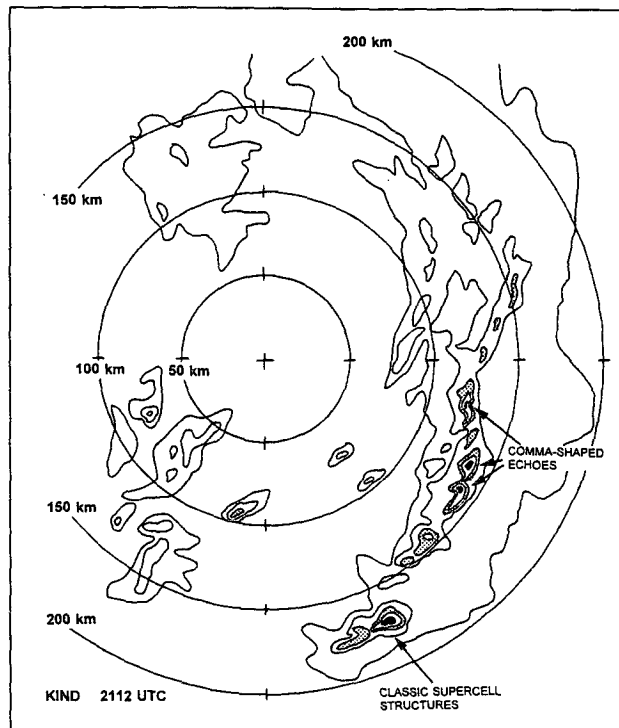 200 km
150 km
100 km 50 km
COMMA-SHAPED
ECHOES
150 km
200 km
KIND 2112 UTC
CLASSIC SUPERCELL
STRUCTURES